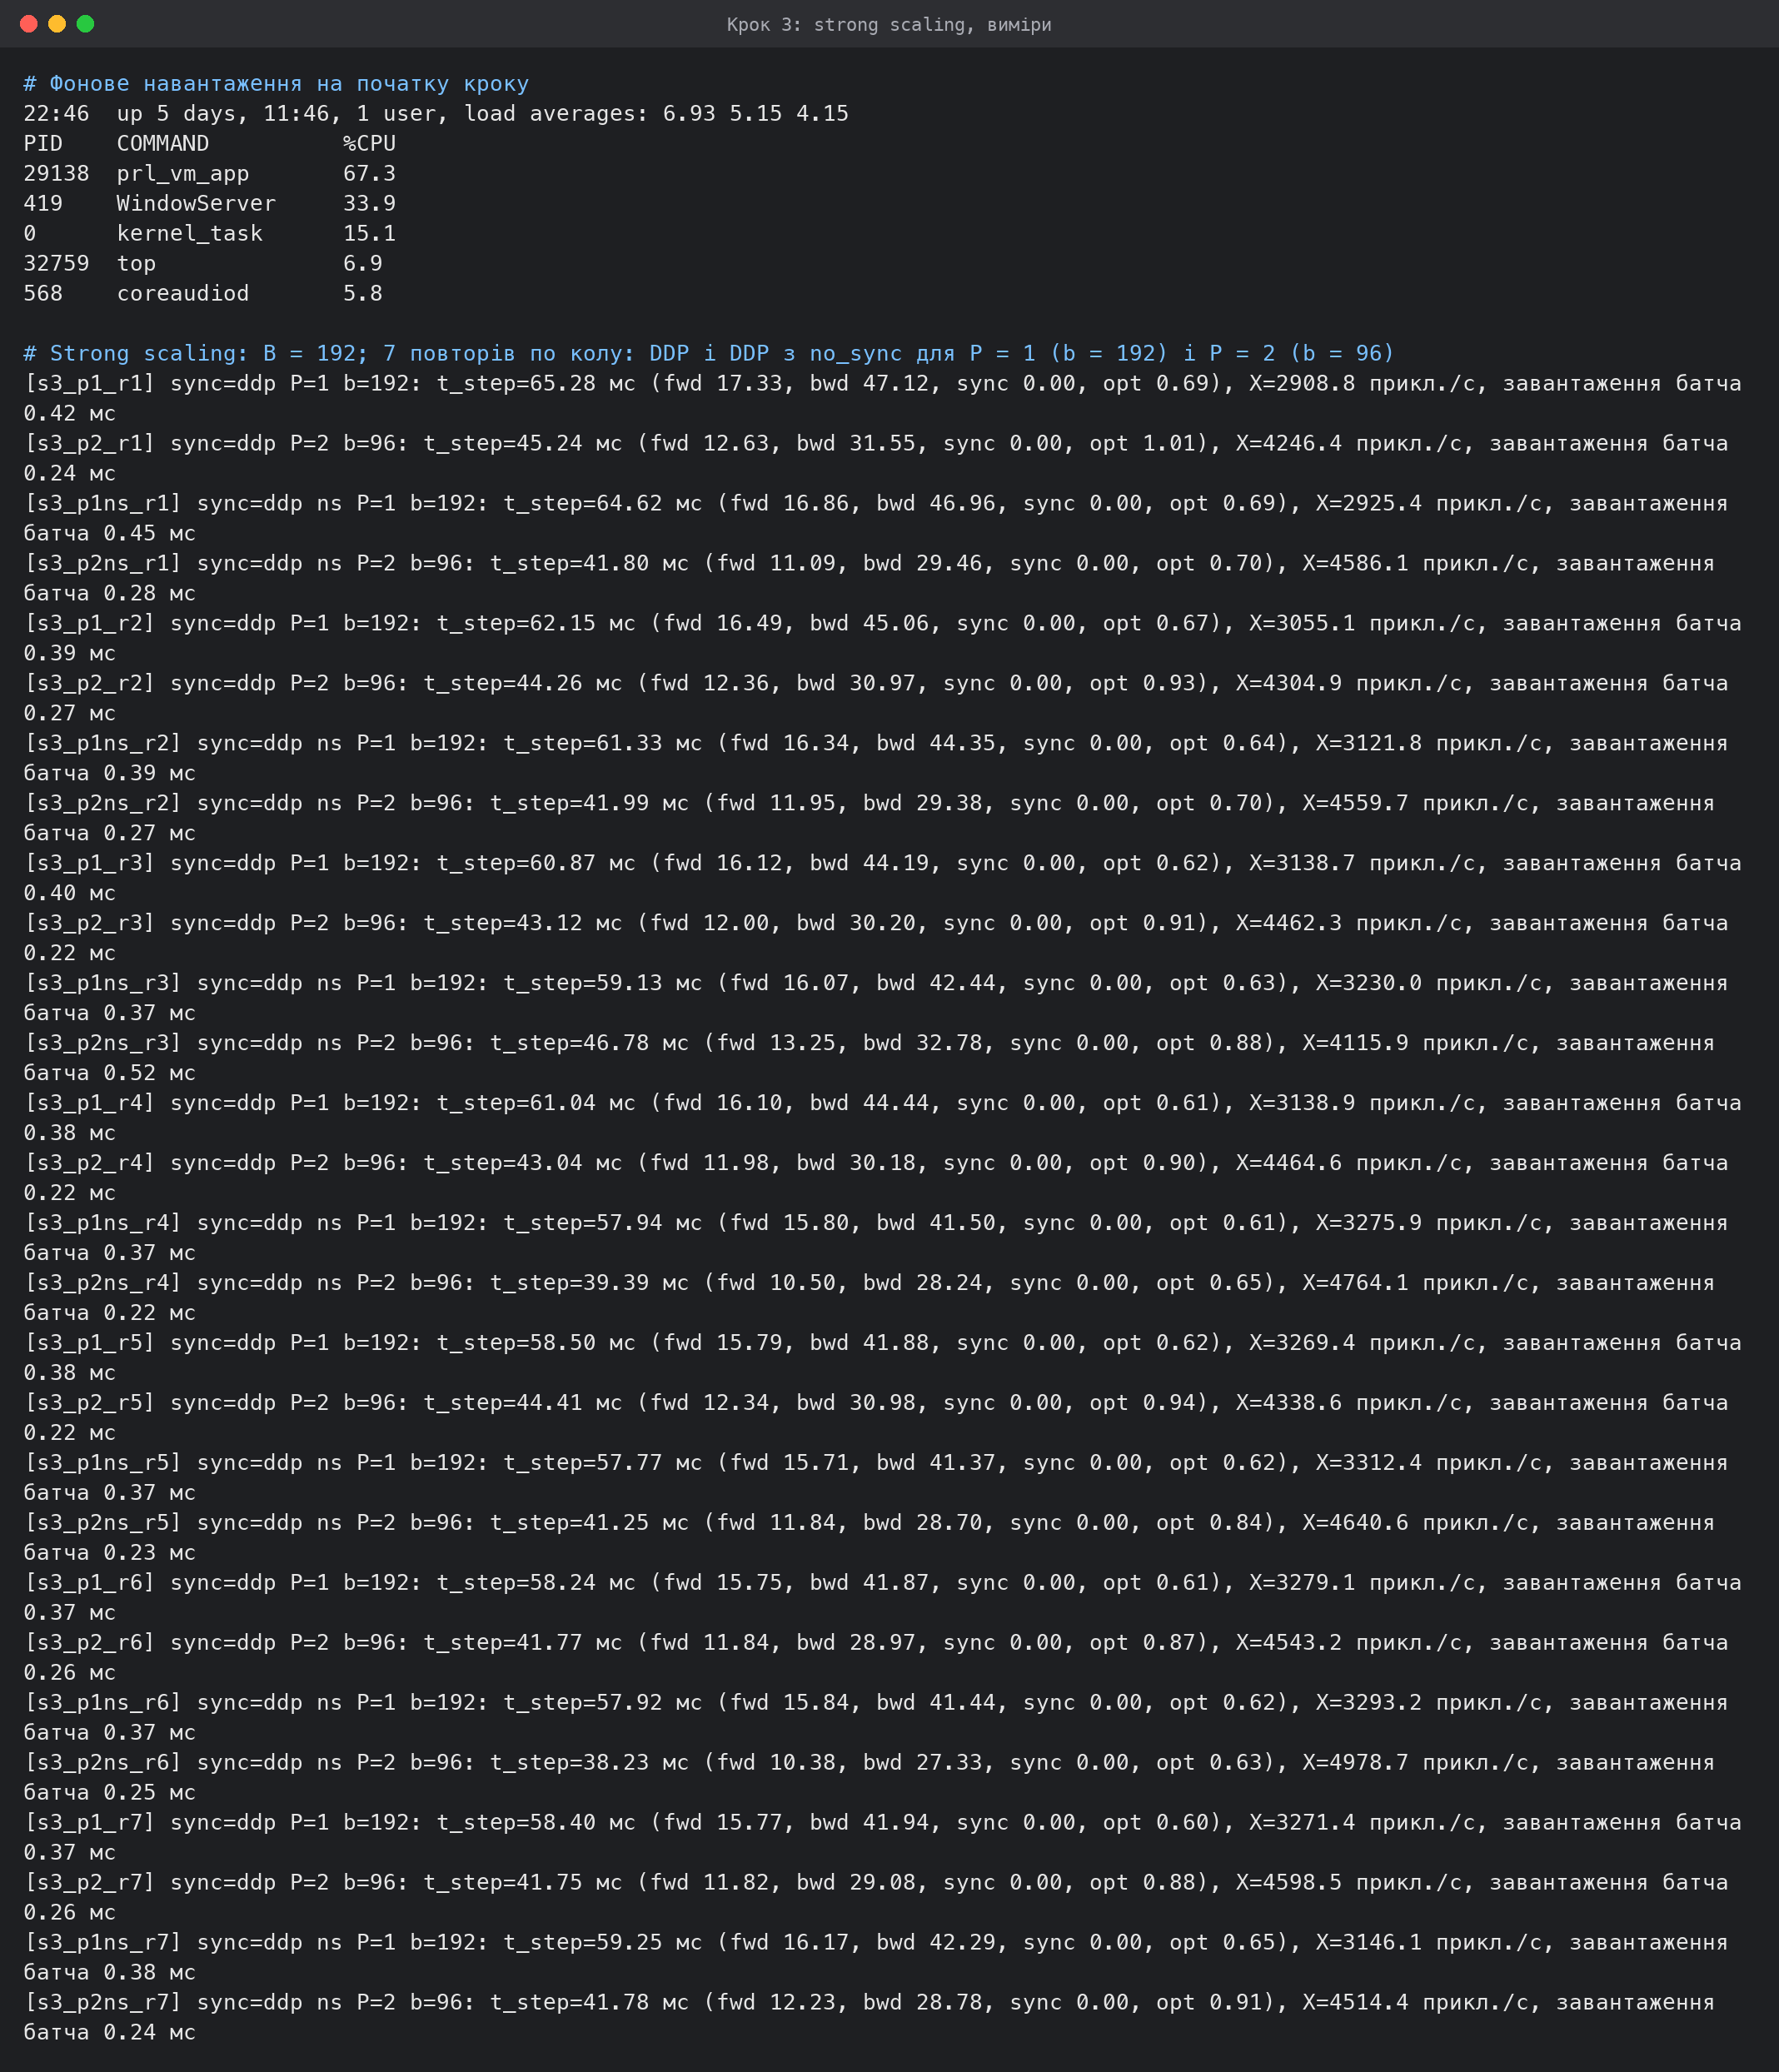 Крок 3: strong scaling, виміри
# Фонове навантаження на початку кроку
22:46  up 5 days, 11:46, 1 user, load averages: 6.93 5.15 4.15
PID    COMMAND          %CPU
29138  prl_vm_app       67.3
419    WindowServer     33.9
0      kernel_task      15.1
32759  top              6.9
568    coreaudiod       5.8
# Strong scaling: B = 192; 7 повторів по колу: DDP і DDP з no_sync для P = 1 (b = 192) і P = 2 (b = 96)
[s3_p1_r1] sync=ddp P=1 b=192: t_step=65.28 мс (fwd 17.33, bwd 47.12, sync 0.00, opt 0.69), X=2908.8 прикл./с, завантаження батча
0.42 мс
[s3_p2_r1] sync=ddp P=2 b=96: t_step=45.24 мс (fwd 12.63, bwd 31.55, sync 0.00, opt 1.01), X=4246.4 прикл./с, завантаження батча
0.24 мс
[s3_p1ns_r1] sync=ddp ns P=1 b=192: t_step=64.62 мс (fwd 16.86, bwd 46.96, sync 0.00, opt 0.69), X=2925.4 прикл./с, завантаження
батча 0.45 мс
[s3_p2ns_r1] sync=ddp ns P=2 b=96: t_step=41.80 мс (fwd 11.09, bwd 29.46, sync 0.00, opt 0.70), X=4586.1 прикл./с, завантаження
батча 0.28 мс
[s3_p1_r2] sync=ddp P=1 b=192: t_step=62.15 мс (fwd 16.49, bwd 45.06, sync 0.00, opt 0.67), X=3055.1 прикл./с, завантаження батча
0.39 мс
[s3_p2_r2] sync=ddp P=2 b=96: t_step=44.26 мс (fwd 12.36, bwd 30.97, sync 0.00, opt 0.93), X=4304.9 прикл./с, завантаження батча
0.27 мс
[s3_p1ns_r2] sync=ddp ns P=1 b=192: t_step=61.33 мс (fwd 16.34, bwd 44.35, sync 0.00, opt 0.64), X=3121.8 прикл./с, завантаження
батча 0.39 мс
[s3_p2ns_r2] sync=ddp ns P=2 b=96: t_step=41.99 мс (fwd 11.95, bwd 29.38, sync 0.00, opt 0.70), X=4559.7 прикл./с, завантаження
батча 0.27 мс
[s3_p1_r3] sync=ddp P=1 b=192: t_step=60.87 мс (fwd 16.12, bwd 44.19, sync 0.00, opt 0.62), X=3138.7 прикл./с, завантаження батча
0.40 мс
[s3_p2_r3] sync=ddp P=2 b=96: t_step=43.12 мс (fwd 12.00, bwd 30.20, sync 0.00, opt 0.91), X=4462.3 прикл./с, завантаження батча
0.22 мс
[s3_p1ns_r3] sync=ddp ns P=1 b=192: t_step=59.13 мс (fwd 16.07, bwd 42.44, sync 0.00, opt 0.63), X=3230.0 прикл./с, завантаження
батча 0.37 мс
[s3_p2ns_r3] sync=ddp ns P=2 b=96: t_step=46.78 мс (fwd 13.25, bwd 32.78, sync 0.00, opt 0.88), X=4115.9 прикл./с, завантаження
батча 0.52 мс
[s3_p1_r4] sync=ddp P=1 b=192: t_step=61.04 мс (fwd 16.10, bwd 44.44, sync 0.00, opt 0.61), X=3138.9 прикл./с, завантаження батча
0.38 мс
[s3_p2_r4] sync=ddp P=2 b=96: t_step=43.04 мс (fwd 11.98, bwd 30.18, sync 0.00, opt 0.90), X=4464.6 прикл./с, завантаження батча
0.22 мс
[s3_p1ns_r4] sync=ddp ns P=1 b=192: t_step=57.94 мс (fwd 15.80, bwd 41.50, sync 0.00, opt 0.61), X=3275.9 прикл./с, завантаження
батча 0.37 мс
[s3_p2ns_r4] sync=ddp ns P=2 b=96: t_step=39.39 мс (fwd 10.50, bwd 28.24, sync 0.00, opt 0.65), X=4764.1 прикл./с, завантаження
батча 0.22 мс
[s3_p1_r5] sync=ddp P=1 b=192: t_step=58.50 мс (fwd 15.79, bwd 41.88, sync 0.00, opt 0.62), X=3269.4 прикл./с, завантаження батча
0.38 мс
[s3_p2_r5] sync=ddp P=2 b=96: t_step=44.41 мс (fwd 12.34, bwd 30.98, sync 0.00, opt 0.94), X=4338.6 прикл./с, завантаження батча
0.22 мс
[s3_p1ns_r5] sync=ddp ns P=1 b=192: t_step=57.77 мс (fwd 15.71, bwd 41.37, sync 0.00, opt 0.62), X=3312.4 прикл./с, завантаження
батча 0.37 мс
[s3_p2ns_r5] sync=ddp ns P=2 b=96: t_step=41.25 мс (fwd 11.84, bwd 28.70, sync 0.00, opt 0.84), X=4640.6 прикл./с, завантаження
батча 0.23 мс
[s3_p1_r6] sync=ddp P=1 b=192: t_step=58.24 мс (fwd 15.75, bwd 41.87, sync 0.00, opt 0.61), X=3279.1 прикл./с, завантаження батча
0.37 мс
[s3_p2_r6] sync=ddp P=2 b=96: t_step=41.77 мс (fwd 11.84, bwd 28.97, sync 0.00, opt 0.87), X=4543.2 прикл./с, завантаження батча
0.26 мс
[s3_p1ns_r6] sync=ddp ns P=1 b=192: t_step=57.92 мс (fwd 15.84, bwd 41.44, sync 0.00, opt 0.62), X=3293.2 прикл./с, завантаження
батча 0.37 мс
[s3_p2ns_r6] sync=ddp ns P=2 b=96: t_step=38.23 мс (fwd 10.38, bwd 27.33, sync 0.00, opt 0.63), X=4978.7 прикл./с, завантаження
батча 0.25 мс
[s3_p1_r7] sync=ddp P=1 b=192: t_step=58.40 мс (fwd 15.77, bwd 41.94, sync 0.00, opt 0.60), X=3271.4 прикл./с, завантаження батча
0.37 мс
[s3_p2_r7] sync=ddp P=2 b=96: t_step=41.75 мс (fwd 11.82, bwd 29.08, sync 0.00, opt 0.88), X=4598.5 прикл./с, завантаження батча
0.26 мс
[s3_p1ns_r7] sync=ddp ns P=1 b=192: t_step=59.25 мс (fwd 16.17, bwd 42.29, sync 0.00, opt 0.65), X=3146.1 прикл./с, завантаження
батча 0.38 мс
[s3_p2ns_r7] sync=ddp ns P=2 b=96: t_step=41.78 мс (fwd 12.23, bwd 28.78, sync 0.00, opt 0.91), X=4514.4 прикл./с, завантаження
батча 0.24 мс